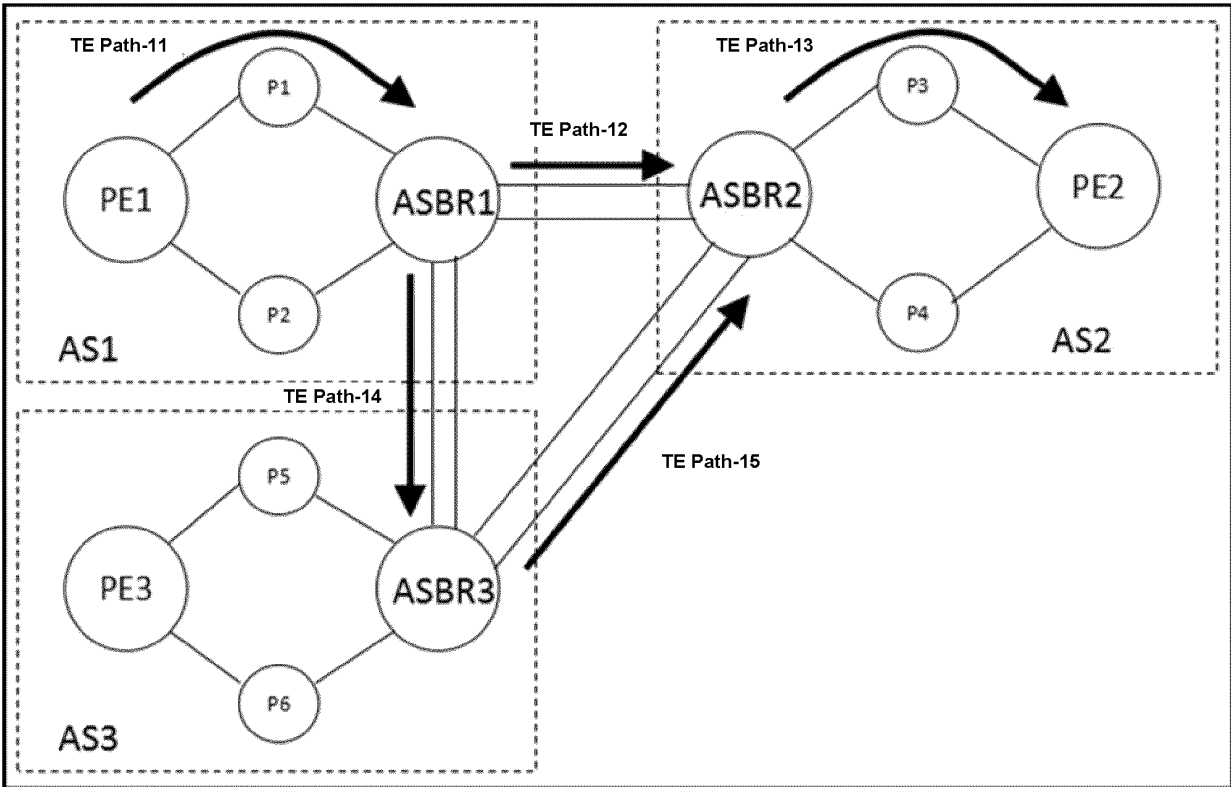 TE Path-11
TE Path-13
P1
P3
TE Path-12
PE1
ASBR1
ASBR2
PE2
P2
P4
AS1
AS2
TE Path-14
P5
TE Path-15
PE3
ASBR3
P6
AS3